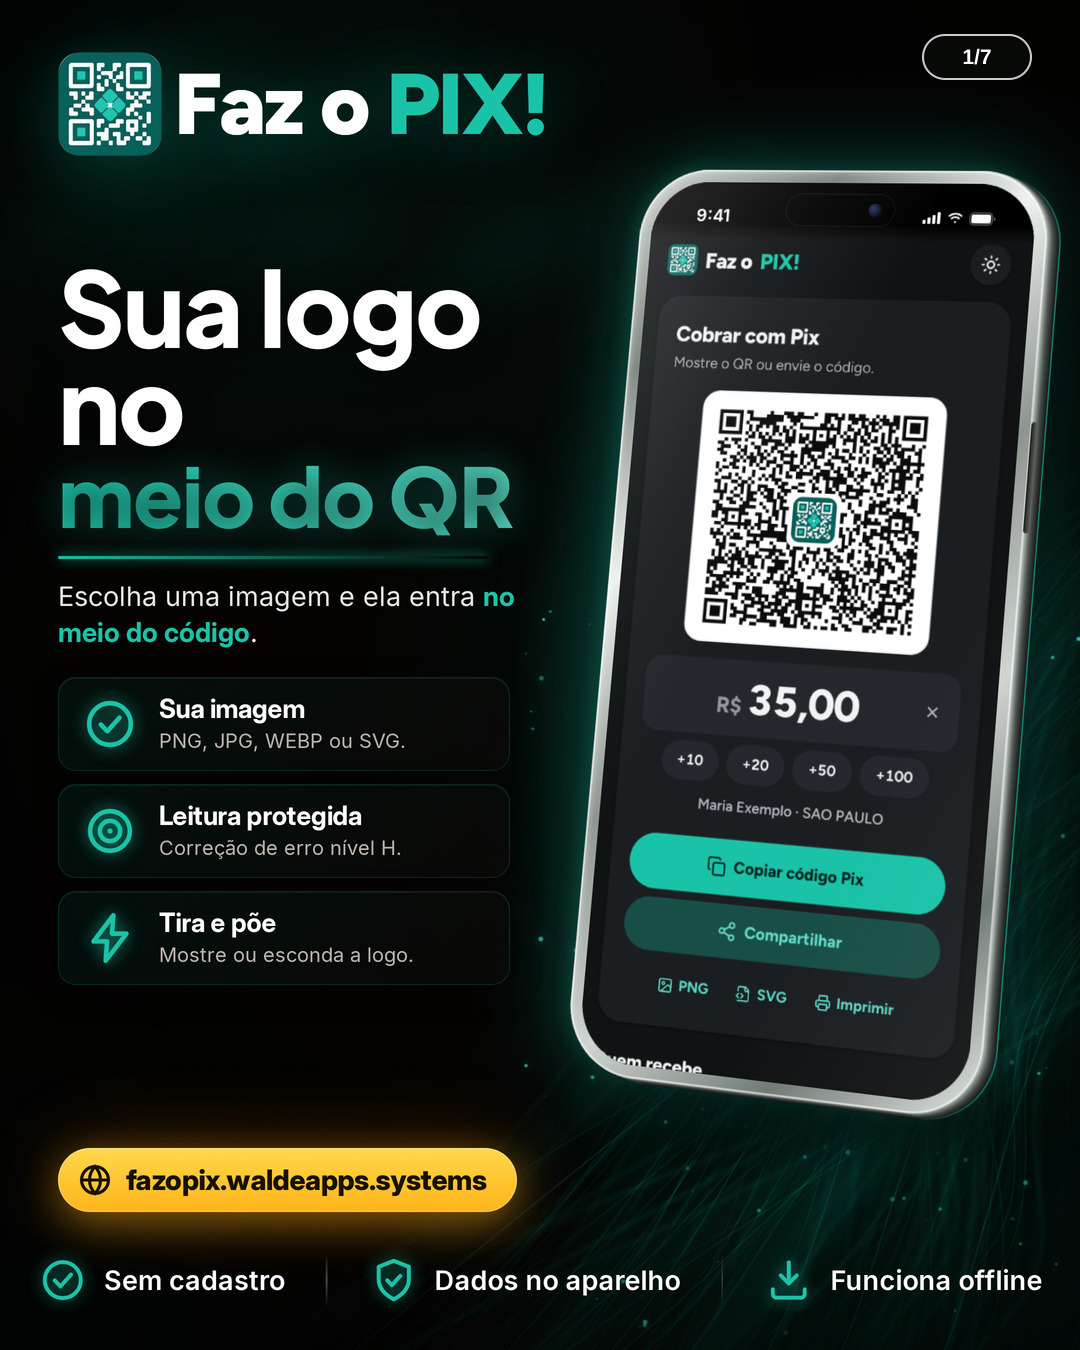 Faz o PIX!
1/7
Sua logo
no
meio do QR
Escolha uma imagem e ela entra no
meio do código.
Sua imagem
PNG, JPG, WEBP ou SVG.
Leitura protegida
Correção de erro nível H.
Tira e põe
Mostre ou esconda a logo.
9:41
Faz o PIX!
Cobrar com Pix
Mostre o QR ou envie o código.
R$ 35,00
+10 +20 +50 +100
Maria Exemplo · SAO PAULO
Copiar código Pix
Compartilhar
PNG SVG Imprimir
recebe
fazopix.waldeapps.systems
Sem cadastro
Dados no aparelho
Funciona offline